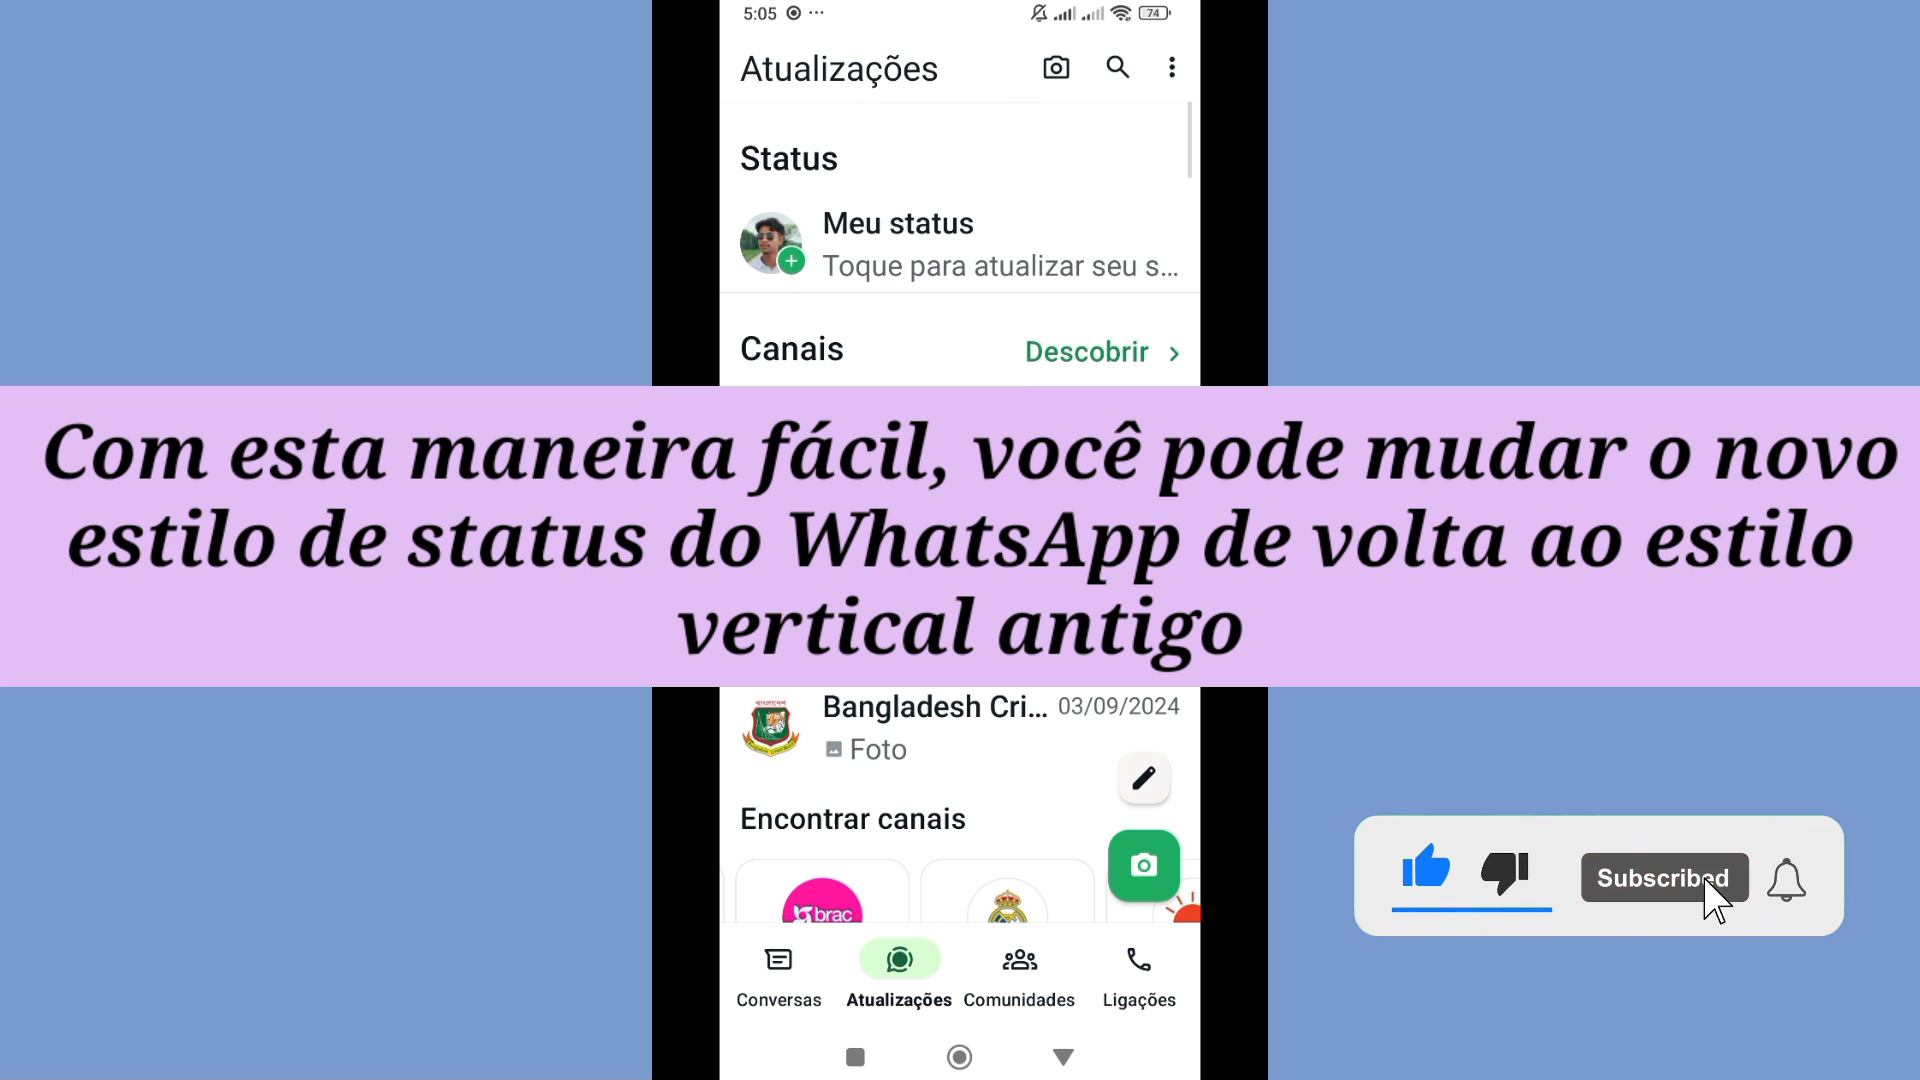 5:05
74
Atualizações
Status
Meu status
Toque para atualizar seu s...
Canais
Descobrir
Com esta maneira fácil, você pode mudar o novo
estilo de status do WhatsApp de volta ao estilo
vertical antigo
Bangladesh Cri... 03/09/2024
Foto
Encontrar canais
brac
Subscribed
Conversas Atualizações Comunidades Ligações